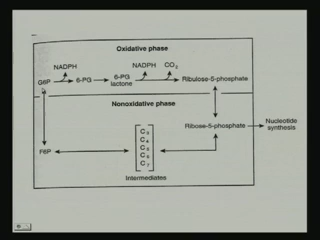 Oxidative phase
NADPH
NADPH
CO2
G6P
6-PG
6-PG
lactone
Ribulose-5-phosphate
Nonoxidative phase
Ribose-5-phosphate
Nucleotide
synthesis
F6P
C3
C4
C5
C6
C7
Intermediates